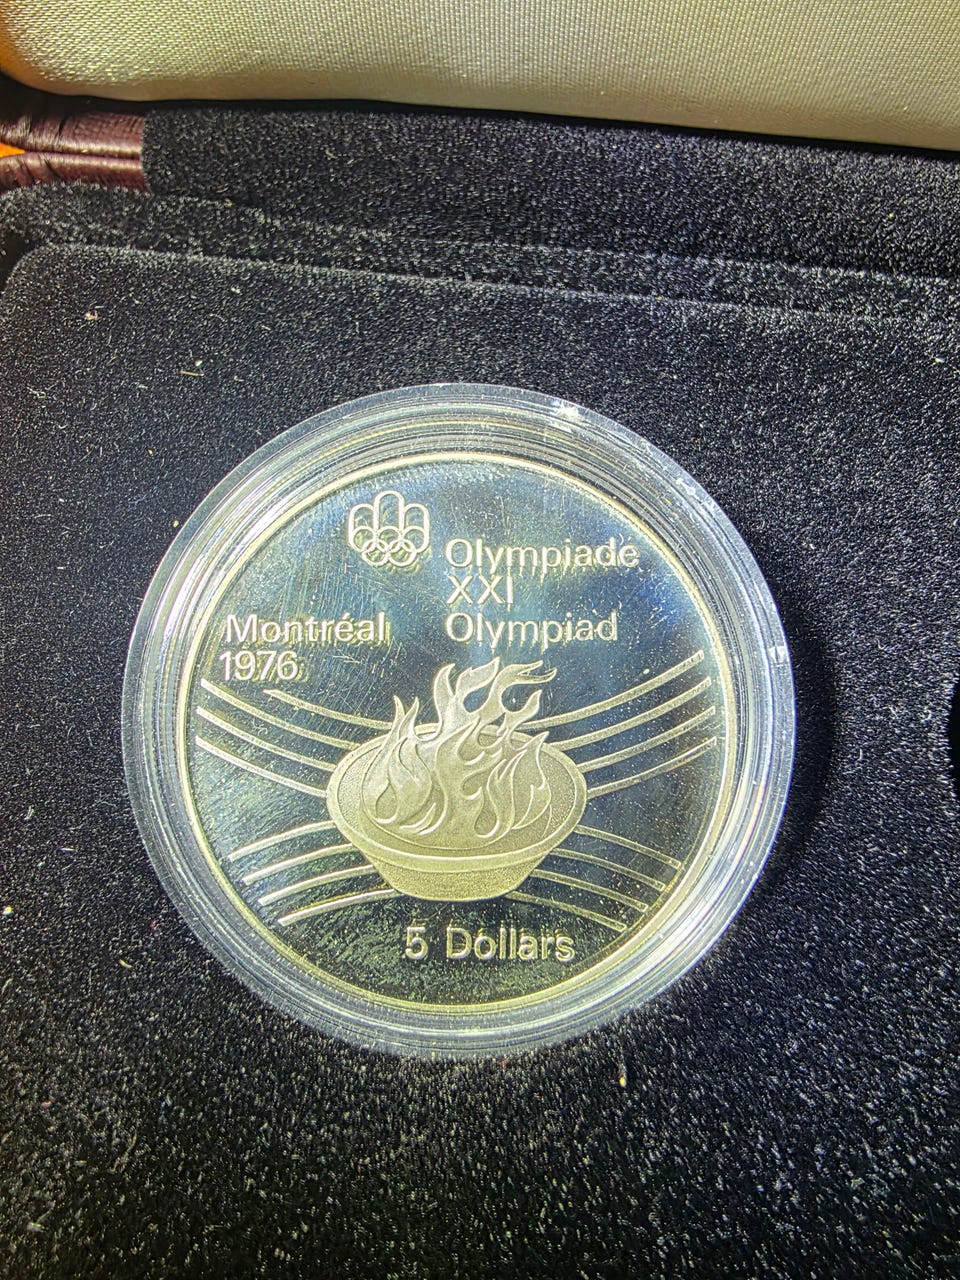 Olympiade
XXI
Olympiad
Montréal
1976
5 Dollars